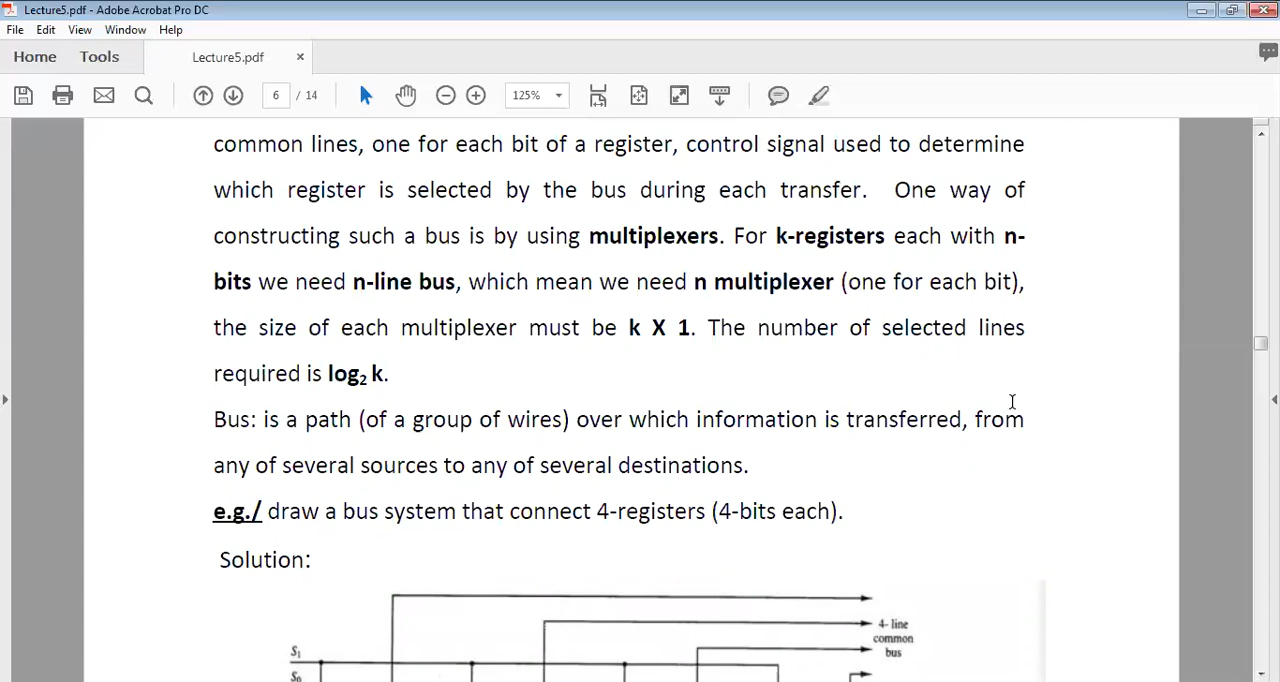 Lecture5.pdf - Adobe Acrobat Pro DC
File Edit View Window Help
Home Tools Lecture5.pdf ×
6 / 14 125%
common lines, one for each bit of a register, control signal used to determine
which register is selected by the bus during each transfer. One way of
constructing such a bus is by using multiplexers. For k-registers each with n-
bits we need n-line bus, which mean we need n multiplexer (one for each bit),
the size of each multiplexer must be k X 1. The number of selected lines
required is log₂ k.
Bus: is a path (of a group of wires) over which information is transferred, from
any of several sources to any of several destinations.
e.g./ draw a bus system that connect 4-registers (4-bits each).
Solution:
4- line
common
bus
S₁
S₀